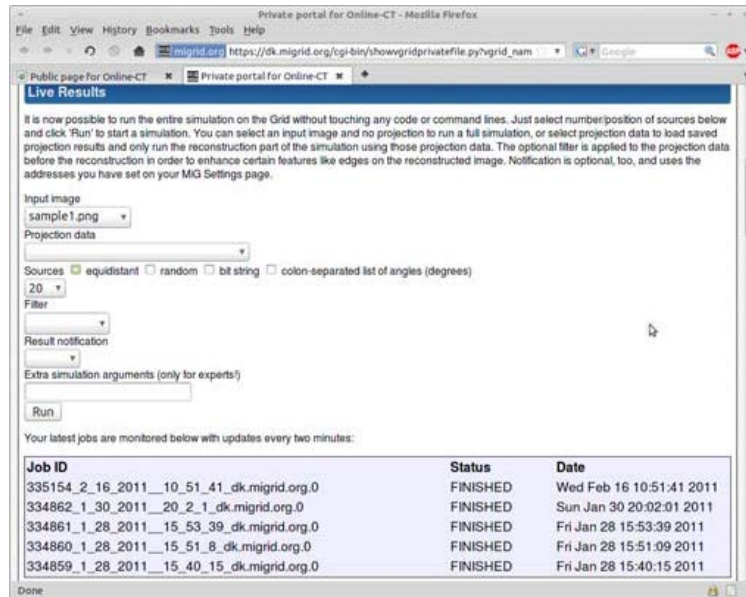 Private portal for Online-CT - Mozilla Firefox
File Edit View History Bookmarks Tools Help
migrid.org https://dk.migrid.org/cgi-bin/showvgridprivatefile.py?vgrid_nam Google
Public page for Online-CT Private portal for Online-CT
Live Results
It is now possible to run the entire simulation on the Grid without touching any code or command lines. Just select number/position of sources below
and click 'Run' to start a simulation. You can select an input image and no projection to run a full simulation, or select projection data to load saved
projection results and only run the reconstruction part of the simulation using those projection data. The optional filter is applied to the projection data
before the reconstruction in order to enhance certain features like edges on the reconstructed image. Notification is optional, too, and uses the
addresses you have set on your MiG Settings page.
Input image
sample1.png
Projection data
Sources equidistant random bit string colon-separated list of angles (degrees)
20
Filter
Result notification
Extra simulation arguments (only for experts!)
Run
Your latest jobs are monitored below with updates every two minutes:
Job ID Status Date
335154_2_16_2011__10_51_41_dk.migrid.org.0 FINISHED Wed Feb 16 10:51:41 2011
334862_1_30_2011__20_2_1_dk.migrid.org.0 FINISHED Sun Jan 30 20:02:01 2011
334861_1_28_2011__15_53_39_dk.migrid.org.0 FINISHED Fri Jan 28 15:53:39 2011
334860_1_28_2011__15_51_8_dk.migrid.org.0 FINISHED Fri Jan 28 15:51:09 2011
334859_1_28_2011__15_40_15_dk.migrid.org.0 FINISHED Fri Jan 28 15:40:15 2011
Done